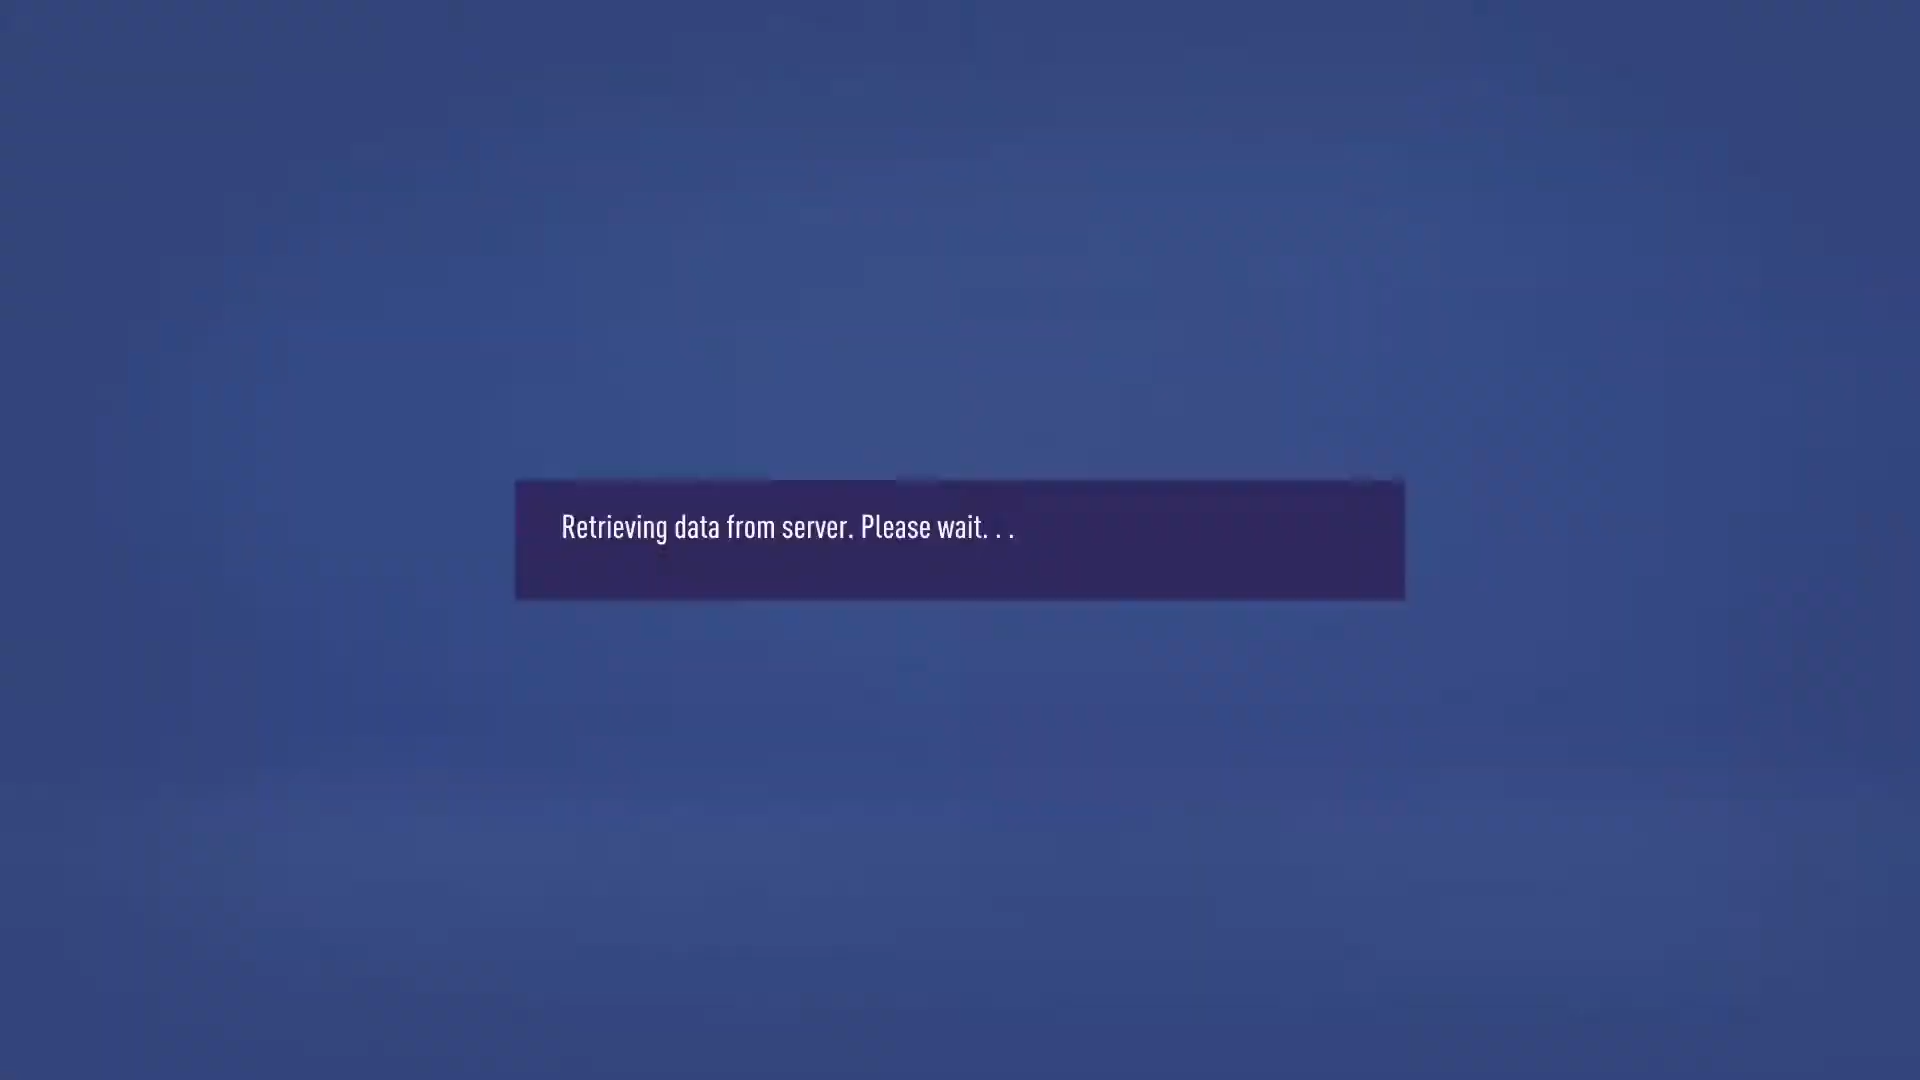 Retrieving data from server. Please wait. . .